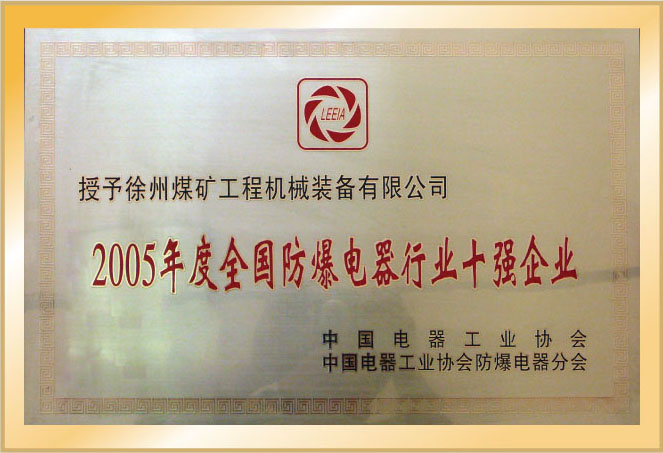 LEEIA
授予徐州煤矿工程机械装备有限公司
2005年度全国防爆电器行业十强企业
中国电器工业协会
中国电器工业协会防爆电器分会